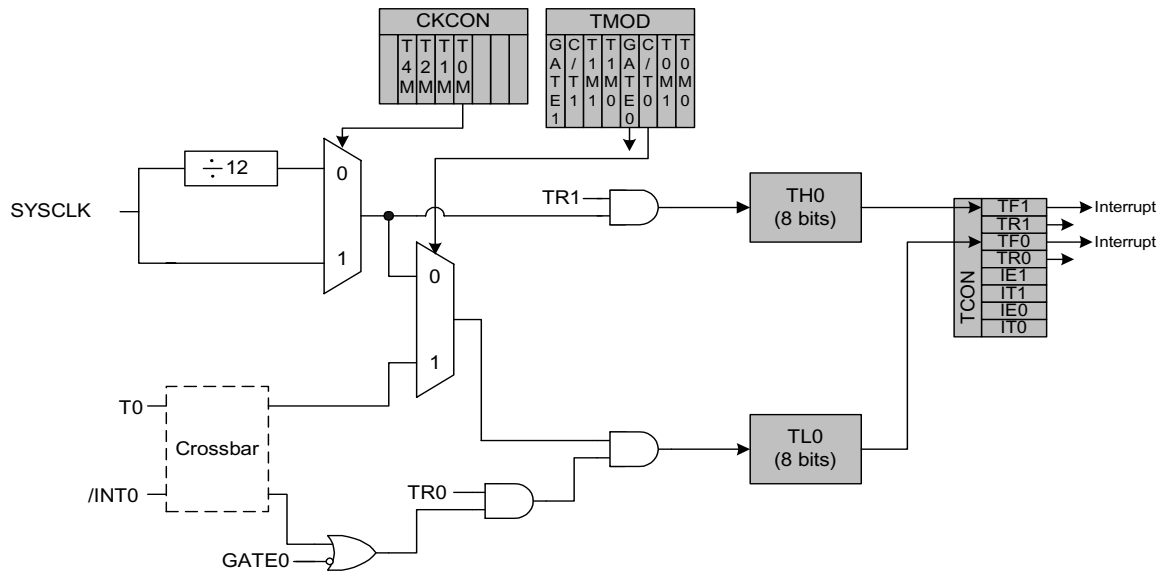 CKCON
T4M
T2M
T1M
T0M
TMOD
GATE1
C/T1
T1M1
T1M0
GATE0
C/T0
T0M1
T0M0
÷12
0
SYSCLK
1
TR1
TH0
(8 bits)
TCON
TF1
TR1
TF0
TR0
IE1
IT1
IE0
IT0
Interrupt
Interrupt
0
1
T0
Crossbar
/INT0
TR0
GATE0
TL0
(8 bits)